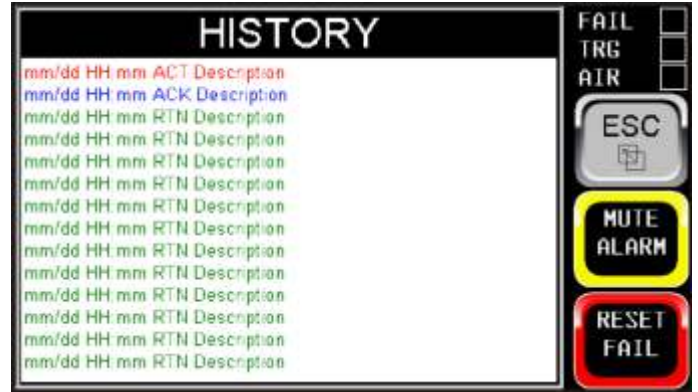 HISTORY
mm/dd HH:mm ACT Description
mm/dd HH:mm ACK Description
mm/dd HH:mm RTN Description
mm/dd HH:mm RTN Description
mm/dd HH:mm RTN Description
mm/dd HH:mm RTN Description
mm/dd HH:mm RTN Description
mm/dd HH:mm RTN Description
mm/dd HH:mm RTN Description
mm/dd HH:mm RTN Description
mm/dd HH:mm RTN Description
mm/dd HH:mm RTN Description
mm/dd HH:mm RTN Description
mm/dd HH:mm RTN Description
FAIL
TRG
AIR
ESC
MUTE
ALARM
RESET
FAIL